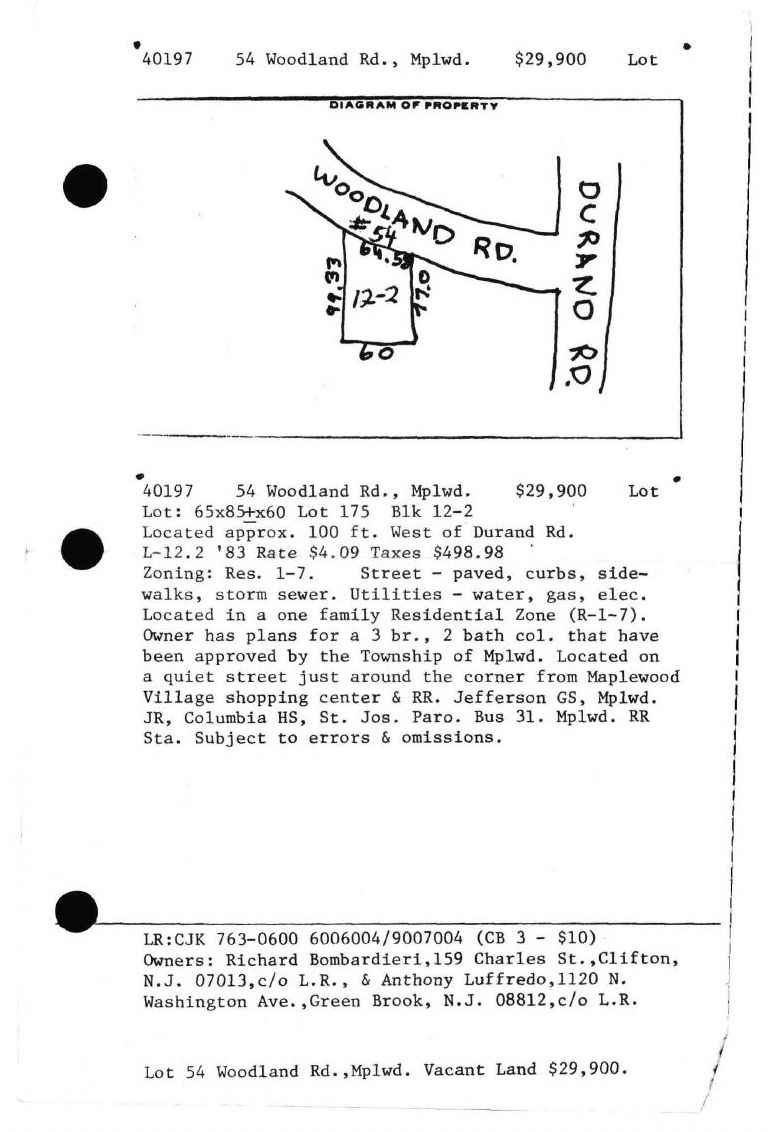 40197 54 Woodland Rd., Mplwd. $29,900 Lot
DIAGRAM OF PROPERTY
WOODLAND RD.
DURAND RD.
#54
64.58
99.33
12-2
77.0
60
40197 54 Woodland Rd., Mplwd. $29,900 Lot
Lot: 65x85±x60 Lot 175 Blk 12-2
Located approx. 100 ft. West of Durand Rd.
L-12.2 '83 Rate $4.09 Taxes $498.98
Zoning: Res. 1-7. Street - paved, curbs, side-
walks, storm sewer. Utilities - water, gas, elec.
Located in a one family Residential Zone (R-1-7).
Owner has plans for a 3 br., 2 bath col. that have
been approved by the Township of Mplwd. Located on
a quiet street just around the corner from Maplewood
Village shopping center & RR. Jefferson GS, Mplwd.
JR, Columbia HS, St. Jos. Paro. Bus 31. Mplwd. RR
Sta. Subject to errors & omissions.
LR:CJK 763-0600 6006004/9007004 (CB 3 - $10)
Owners: Richard Bombardieri,159 Charles St.,Clifton,
N.J. 07013,c/o L.R., & Anthony Luffredo,1120 N.
Washington Ave.,Green Brook, N.J. 08812,c/o L.R.
Lot 54 Woodland Rd.,Mplwd. Vacant Land $29,900.